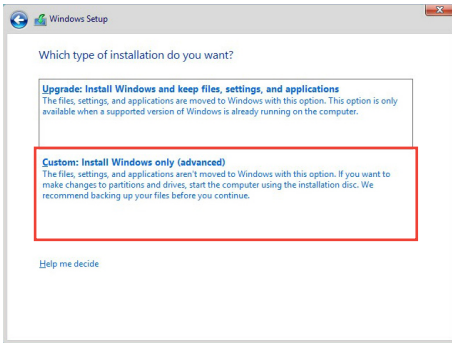 Windows Setup
Which type of installation do you want?
Upgrade: Install Windows and keep files, settings, and applications
The files, settings, and applications are moved to Windows with this option. This option is only
available when a supported version of Windows is already running on the computer.
Custom: Install Windows only (advanced)
The files, settings, and applications aren't moved to Windows with this option. If you want to
make changes to partitions and drives, start the computer using the installation disc. We
recommend backing up your files before you continue.
Help me decide